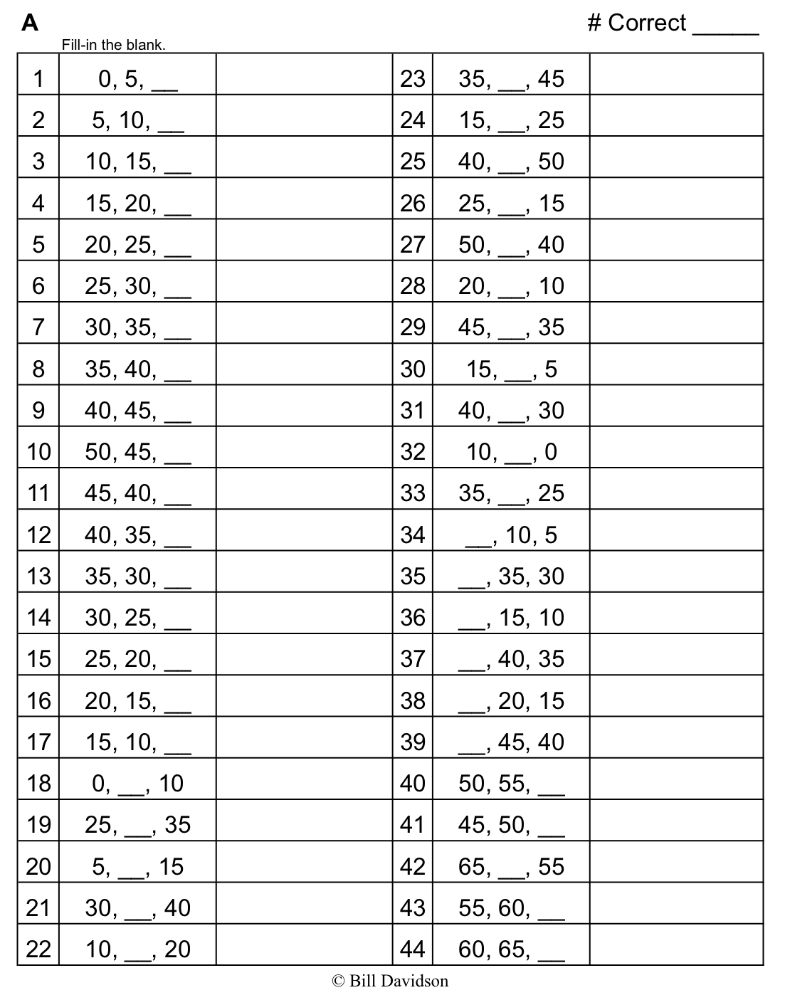 A
# Correct _____
Fill-in the blank.
1 0, 5, __
2 5, 10, __
3 10, 15, __
4 15, 20, __
5 20, 25, __
6 25, 30, __
7 30, 35, __
8 35, 40, __
9 40, 45, __
10 50, 45, __
11 45, 40, __
12 40, 35, __
13 35, 30, __
14 30, 25, __
15 25, 20, __
16 20, 15, __
17 15, 10, __
18 0, __, 10
19 25, __, 35
20 5, __, 15
21 30, __, 40
22 10, __, 20
23 35, __, 45
24 15, __, 25
25 40, __, 50
26 25, __, 15
27 50, __, 40
28 20, __, 10
29 45, __, 35
30 15, __, 5
31 40, __, 30
32 10, __, 0
33 35, __, 25
34 __, 10, 5
35 __, 35, 30
36 __, 15, 10
37 __, 40, 35
38 __, 20, 15
39 __, 45, 40
40 50, 55, __
41 45, 50, __
42 65, __, 55
43 55, 60, __
44 60, 65, __
© Bill Davidson